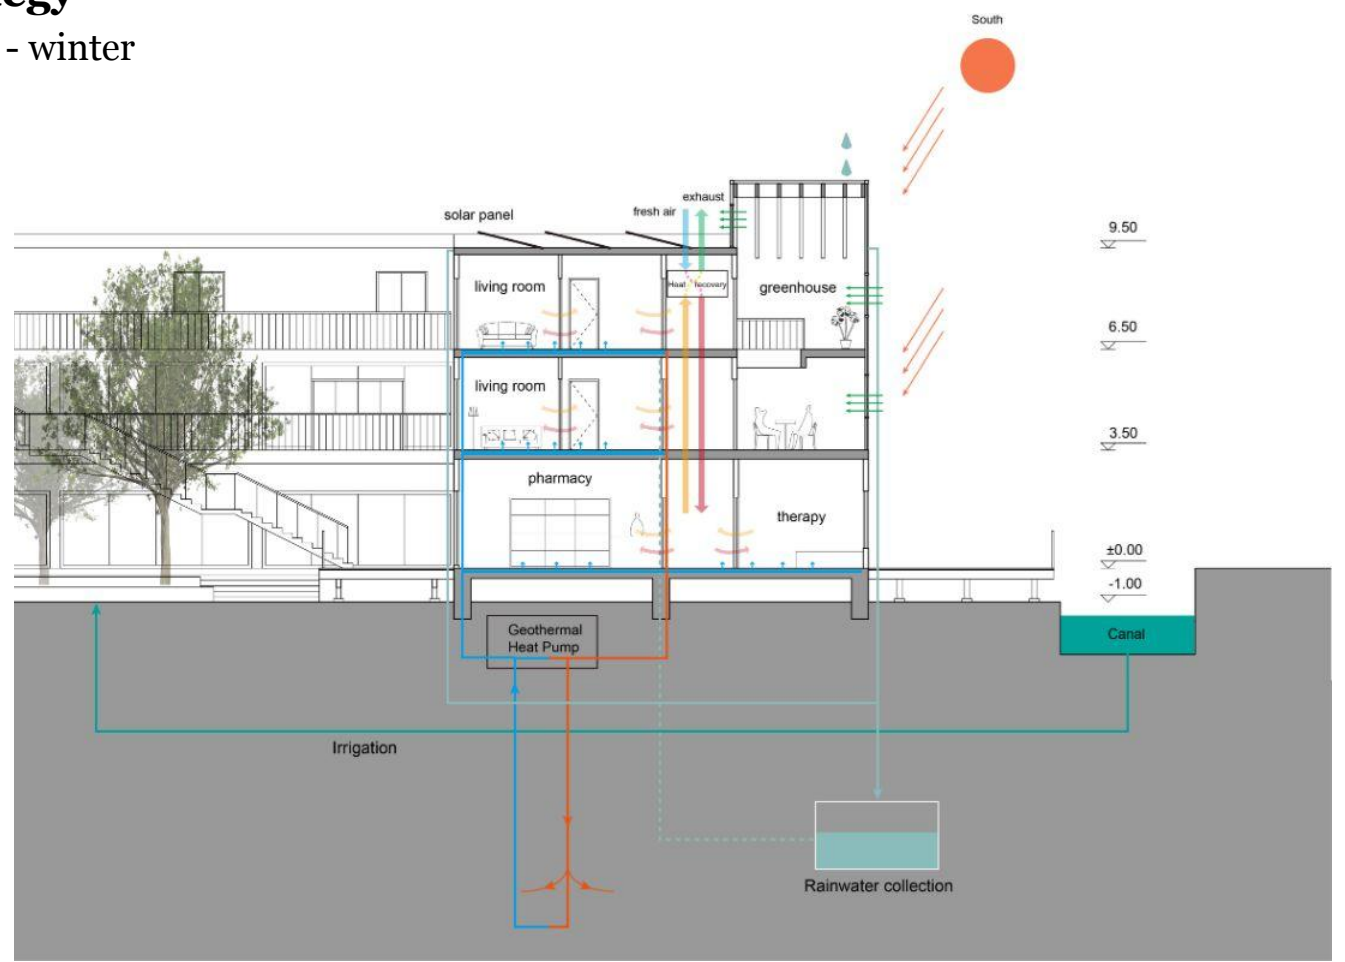 - winter
South
exhaust
fresh air
solar panel
9.50
living room
Heat recovery
greenhouse
6.50
living room
3.50
pharmacy
therapy
±0.00
-1.00
Geothermal
Heat Pump
Canal
Irrigation
Rainwater collection